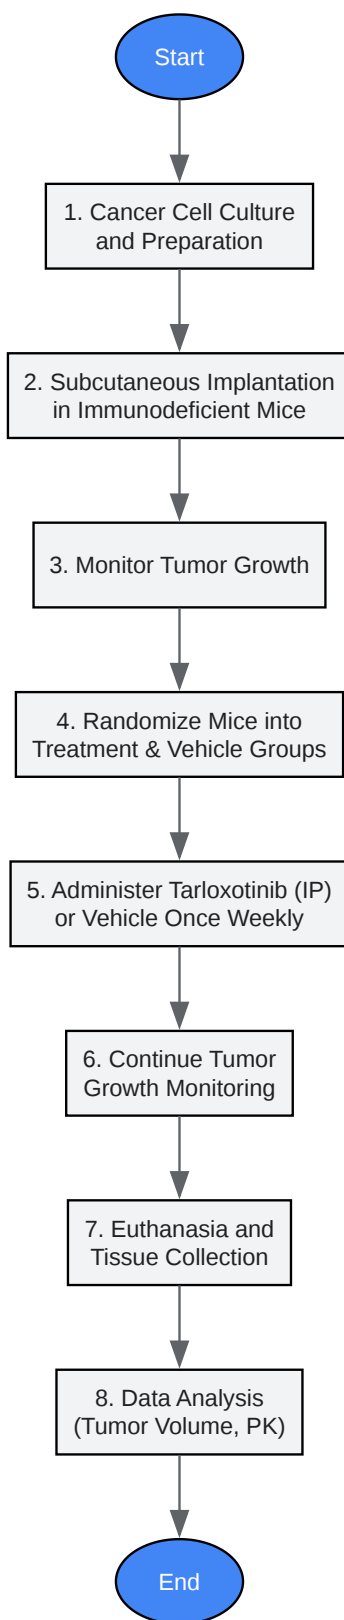 Start
1. Cancer Cell Culture
and Preparation
2. Subcutaneous Implantation
in Immunodeficient Mice
3. Monitor Tumor Growth
4. Randomize Mice into
Treatment & Vehicle Groups
5. Administer Tarloxotinib (IP)
or Vehicle Once Weekly
6. Continue Tumor
Growth Monitoring
7. Euthanasia and
Tissue Collection
8. Data Analysis
(Tumor Volume, PK)
End